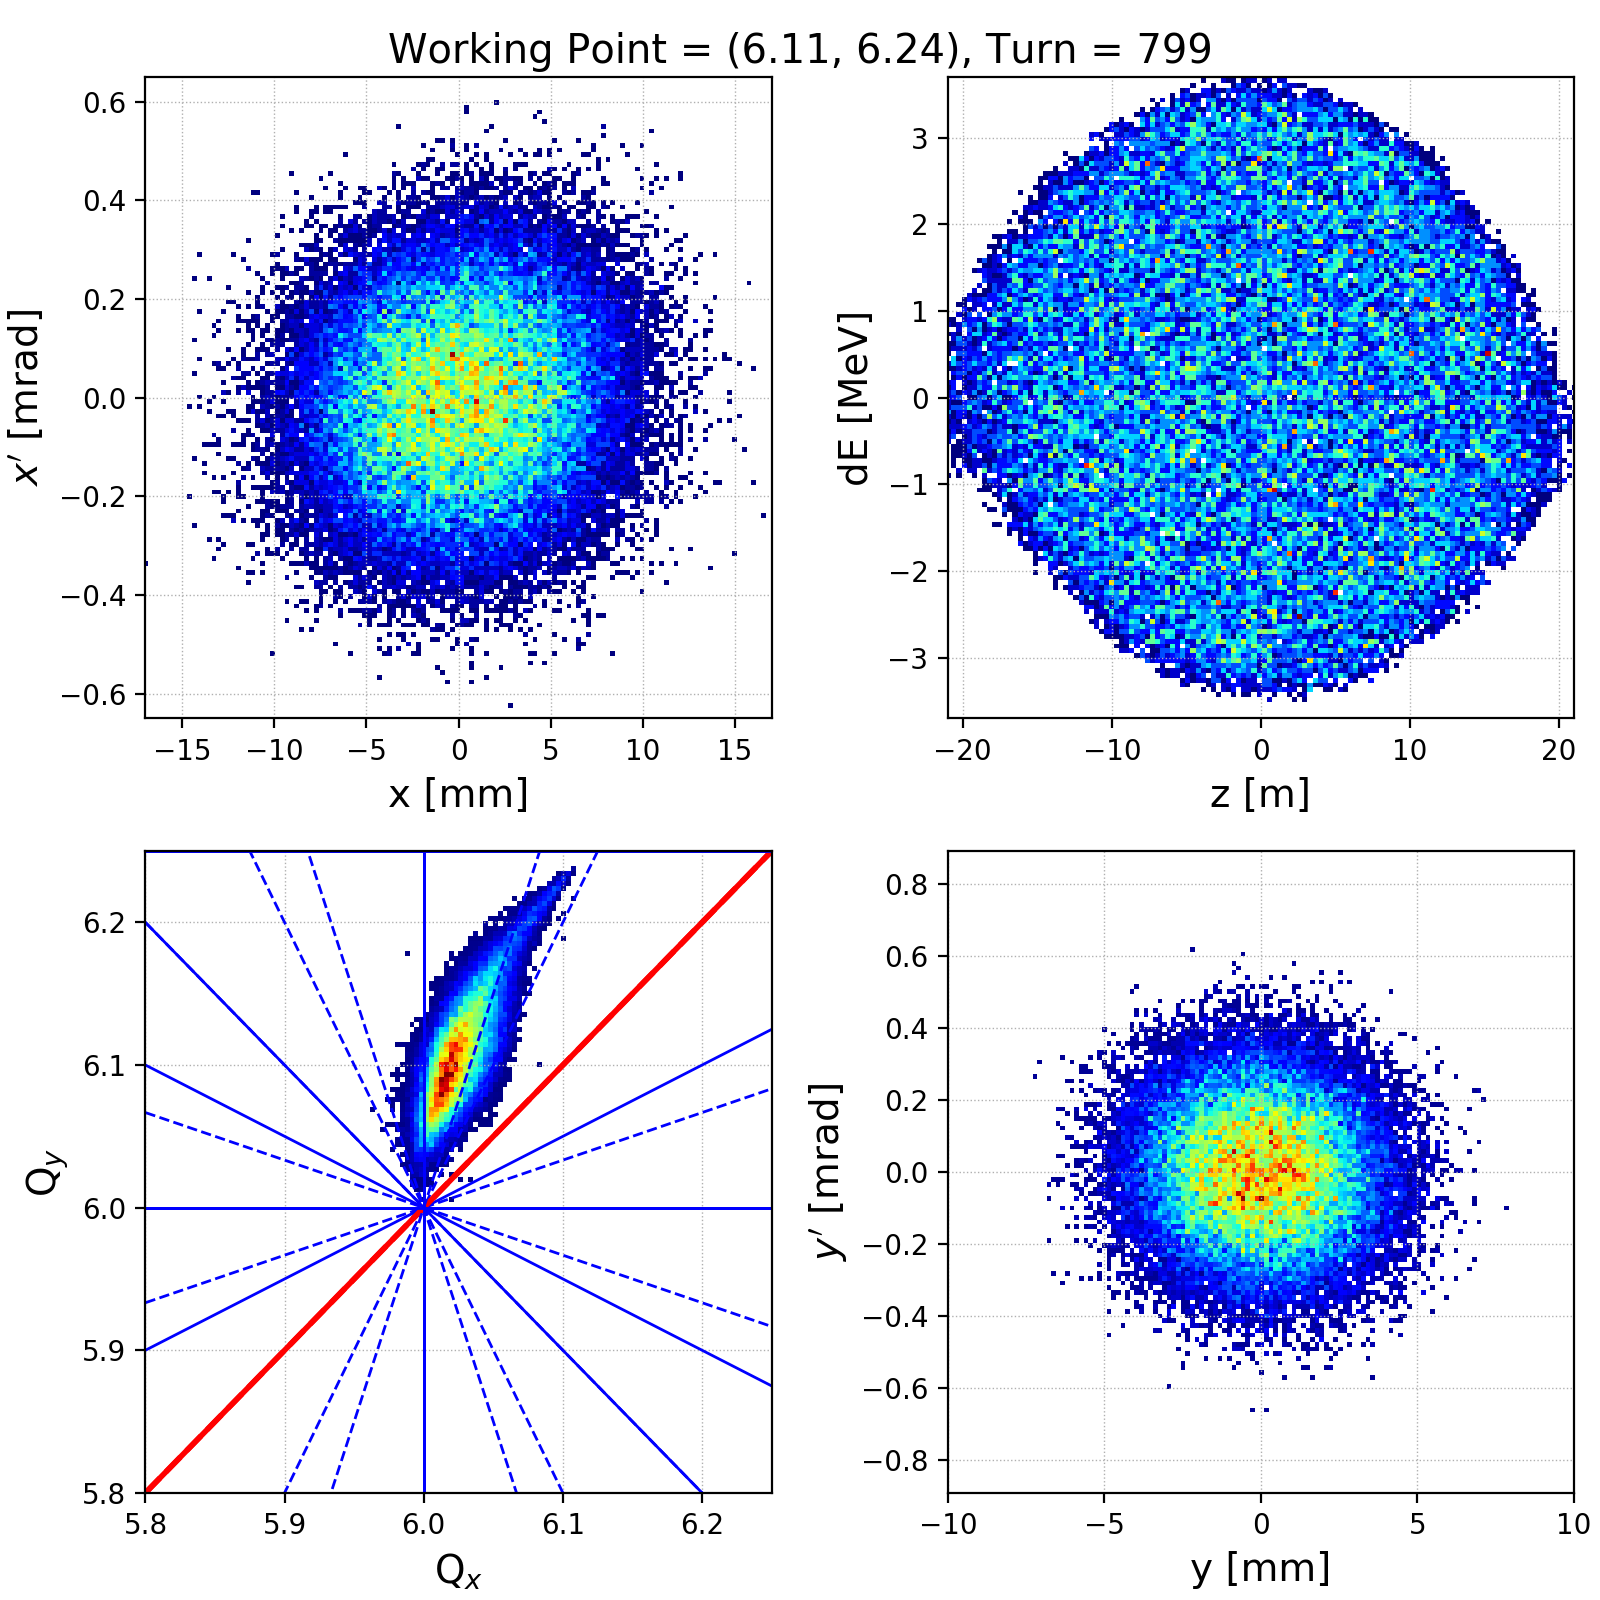 Working Point = (6.11, 6.24), Turn = 799
0.6
0.4
0.2
0.0
−0.2
−0.4
−0.6
x′ [mrad]
−15 −10 −5 0 5 10 15
x [mm]
3
2
1
0
−1
−2
−3
dE [MeV]
−20 −10 0 10 20
z [m]
6.2
6.1
6.0
5.9
5.8
Qy
5.8 5.9 6.0 6.1 6.2
Qx
0.8
0.6
0.4
0.2
0.0
−0.2
−0.4
−0.6
−0.8
y′ [mrad]
−10 −5 0 5 10
y [mm]